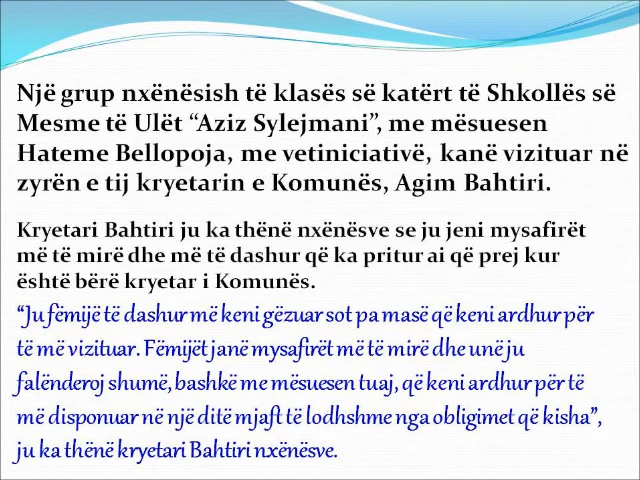 Një grup nxënësish të klasës së katërt të Shkollës së
Mesme të Ulët “Aziz Sylejmani”, me mësuesen
Hateme Bellopoja, me vetiniciativë, kanë vizituar në
zyrën e tij kryetarin e Komunës, Agim Bahtiri.
Kryetari Bahtiri ju ka thënë nxënësve se ju jeni mysafirët
më të mirë dhe më të dashur që ka pritur ai që prej kur
është bërë kryetar i Komunës.
“Ju fëmijë të dashur më keni gëzuar sot pa masë që keni ardhur për
të më vizituar. Fëmijët janë mysafirët më të mirë dhe unë ju
falënderoj shumë, bashkë me mësuesen tuaj, që keni ardhur për të
më disponuar në një ditë mjaft të lodhshme nga obligimet që kisha”,
ju ka thënë kryetari Bahtiri nxënësve.